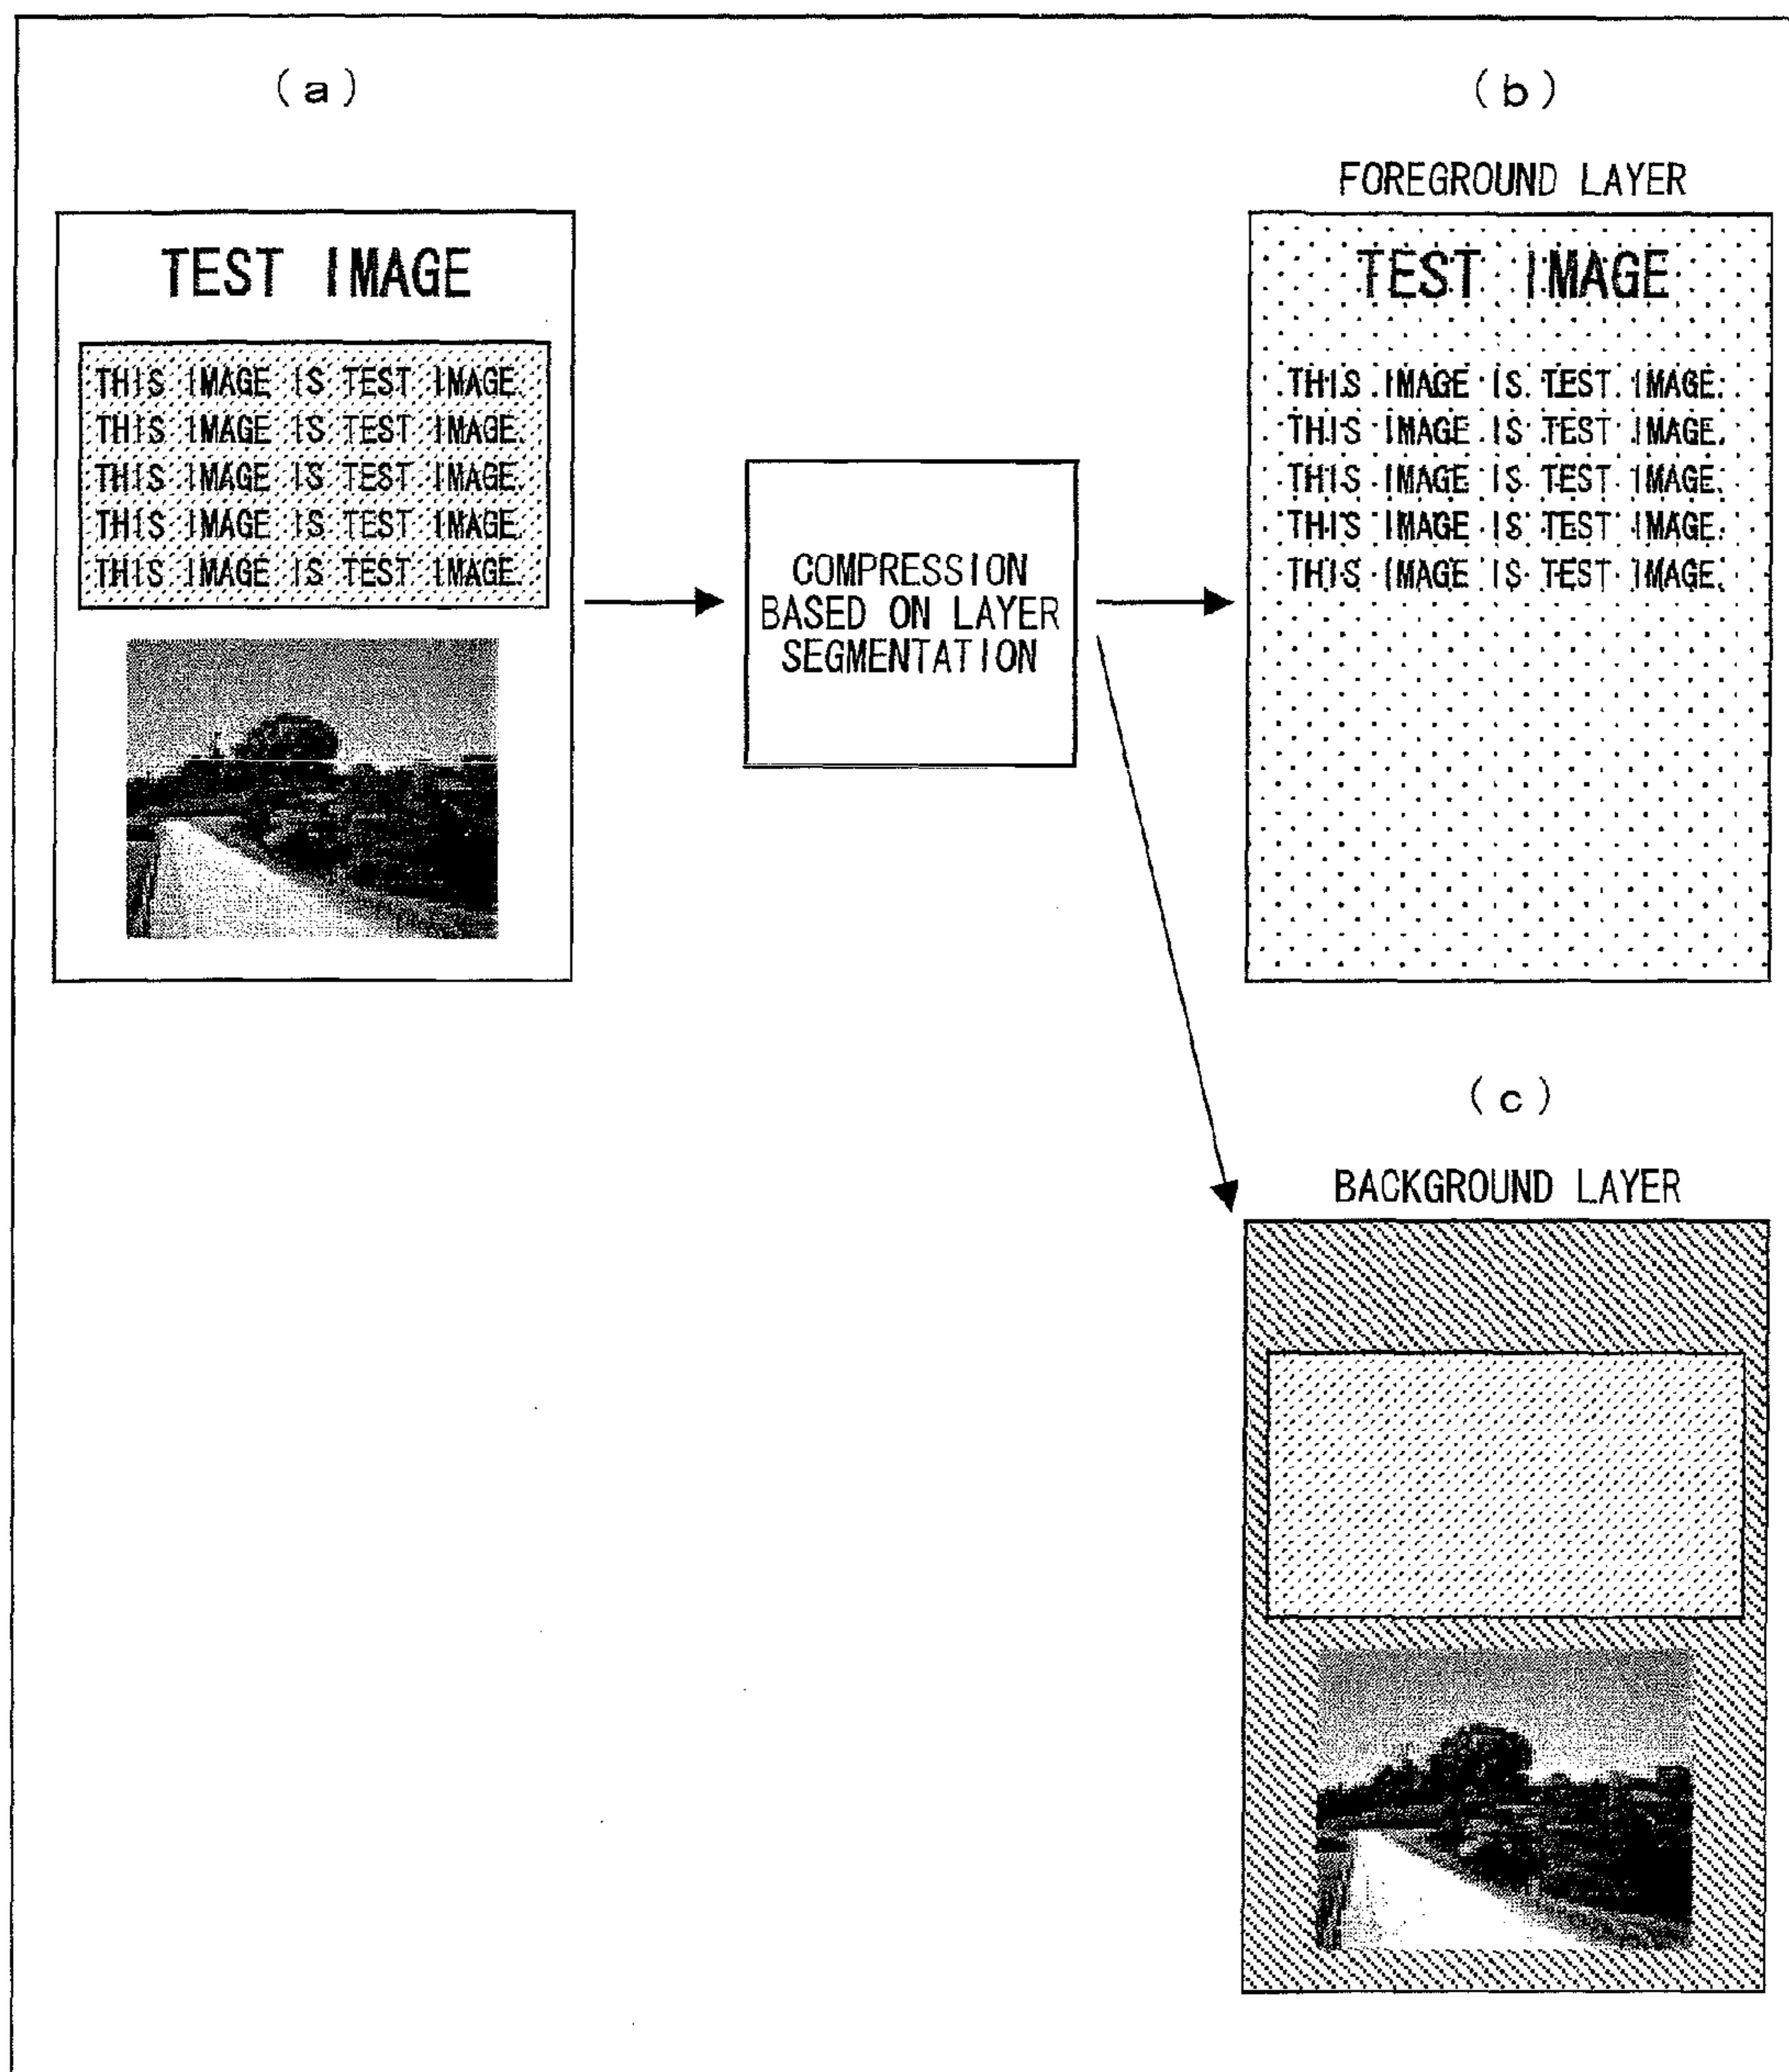 (a)
TEST IMAGE
THIS IMAGE IS TEST IMAGE.
THIS IMAGE IS TEST IMAGE.
THIS IMAGE IS TEST IMAGE.
THIS IMAGE IS TEST IMAGE.
THIS IMAGE IS TEST IMAGE.
COMPRESSION
BASED ON LAYER
SEGMENTATION
(b)
FOREGROUND LAYER
TEST IMAGE
THIS IMAGE IS TEST IMAGE.
THIS IMAGE IS TEST IMAGE.
THIS IMAGE IS TEST IMAGE.
THIS IMAGE IS TEST IMAGE.
THIS IMAGE IS TEST IMAGE.
(c)
BACKGROUND LAYER